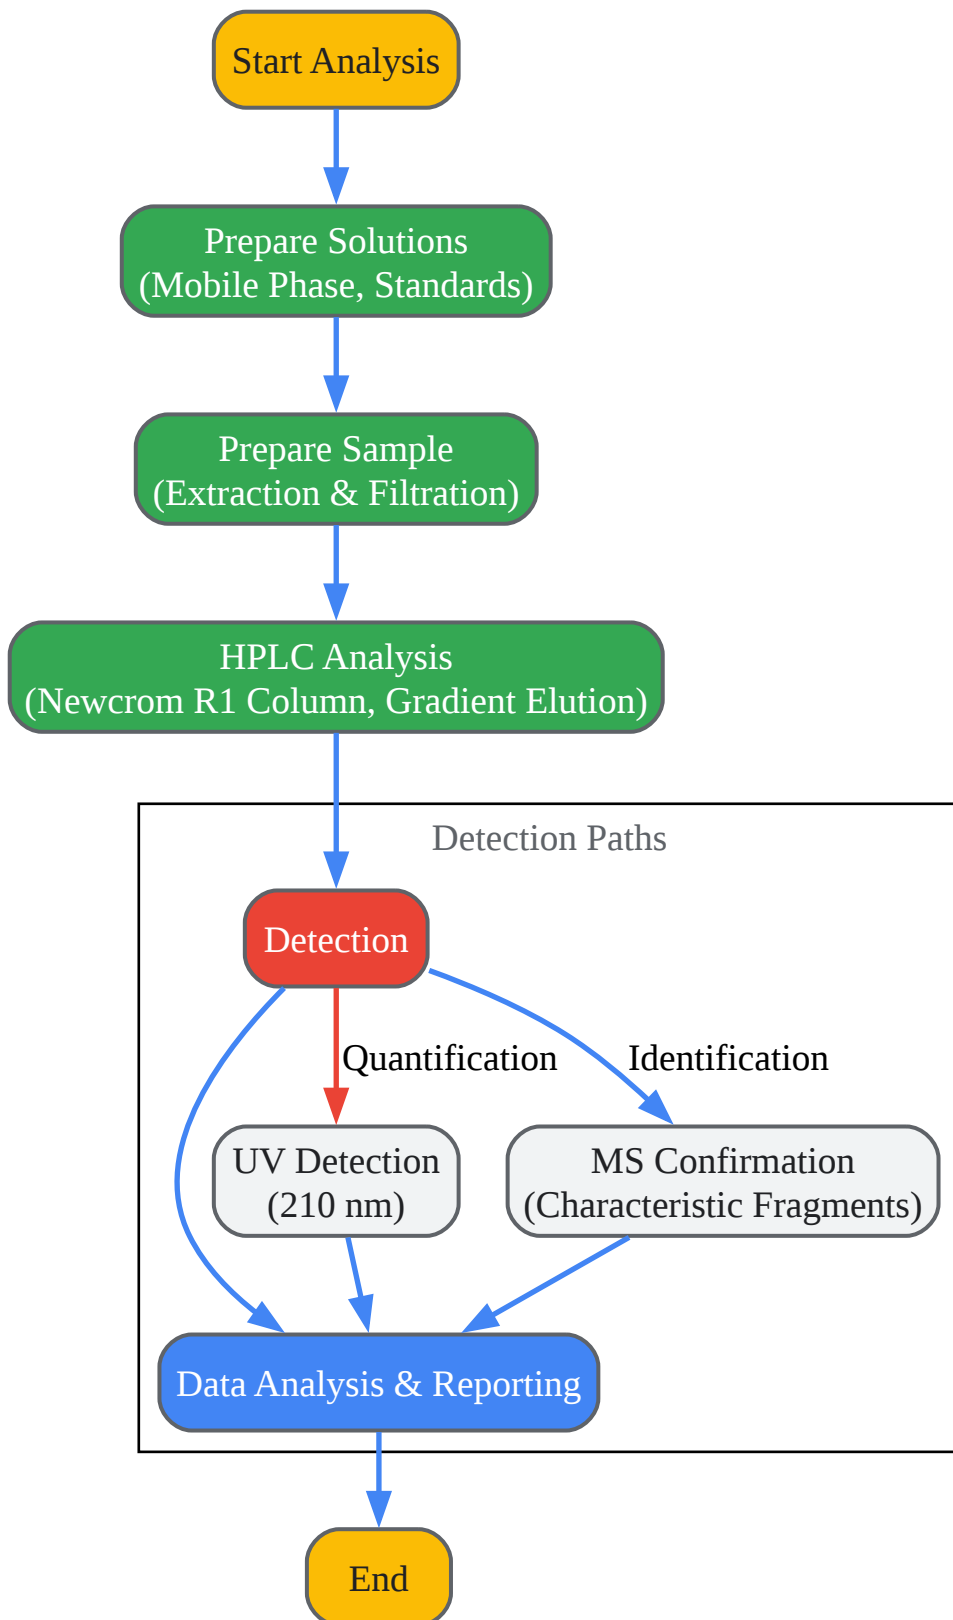 Start Analysis
Prepare Solutions
(Mobile Phase, Standards)
Prepare Sample
(Extraction & Filtration)
HPLC Analysis
(Newcrom R1 Column, Gradient Elution)
Detection Paths
Detection
Quantification
Identification
UV Detection
(210 nm)
MS Confirmation
(Characteristic Fragments)
Data Analysis & Reporting
End